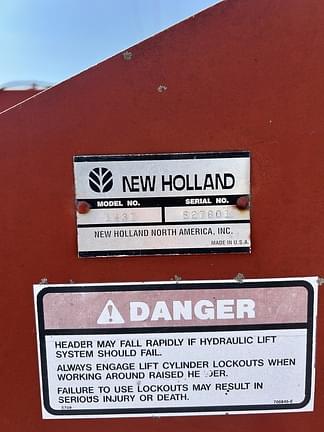 NEW HOLLAND
MODEL NO. SERIAL NO.
1431 827601
NEW HOLLAND NORTH AMERICA, INC.
MADE IN U.S.A.
DANGER
HEADER MAY FALL RAPIDLY IF HYDRAULIC LIFT
SYSTEM SHOULD FAIL.
ALWAYS ENGAGE LIFT CYLINDER LOCKOUTS WHEN
WORKING AROUND RAISED
FAILURE TO USE LOCKOUTS MAY RESULT IN
SERIOUS INJURY OR DEATH.